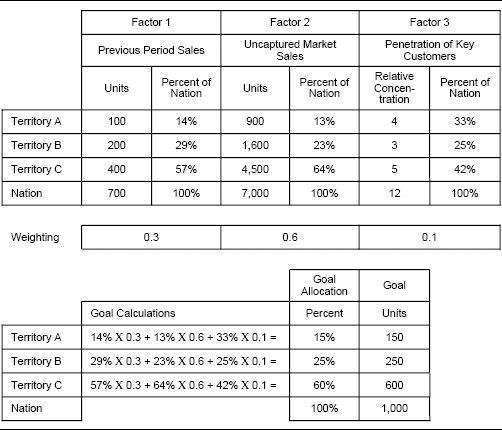 Factor 1 Factor 2 Factor 3
Previous Period Sales Uncaptured Market Sales Penetration of Key Customers
Units Percent of Nation Units Percent of Nation Relative Concen-tration Percent of Nation
Territory A 100 14% 900 13% 4 33%
Territory B 200 29% 1,600 23% 3 25%
Territory C 400 57% 4,500 64% 5 42%
Nation 700 100% 7,000 100% 12 100%
Weighting 0.3 0.6 0.1
Goal Allocation Goal
Goal Calculations Percent Units
Territory A 14% X 0.3 + 13% X 0.6 + 33% X 0.1 = 15% 150
Territory B 29% X 0.3 + 23% X 0.6 + 25% X 0.1 = 25% 250
Territory C 57% X 0.3 + 64% X 0.6 + 42% X 0.1 = 60% 600
Nation 100% 1,000